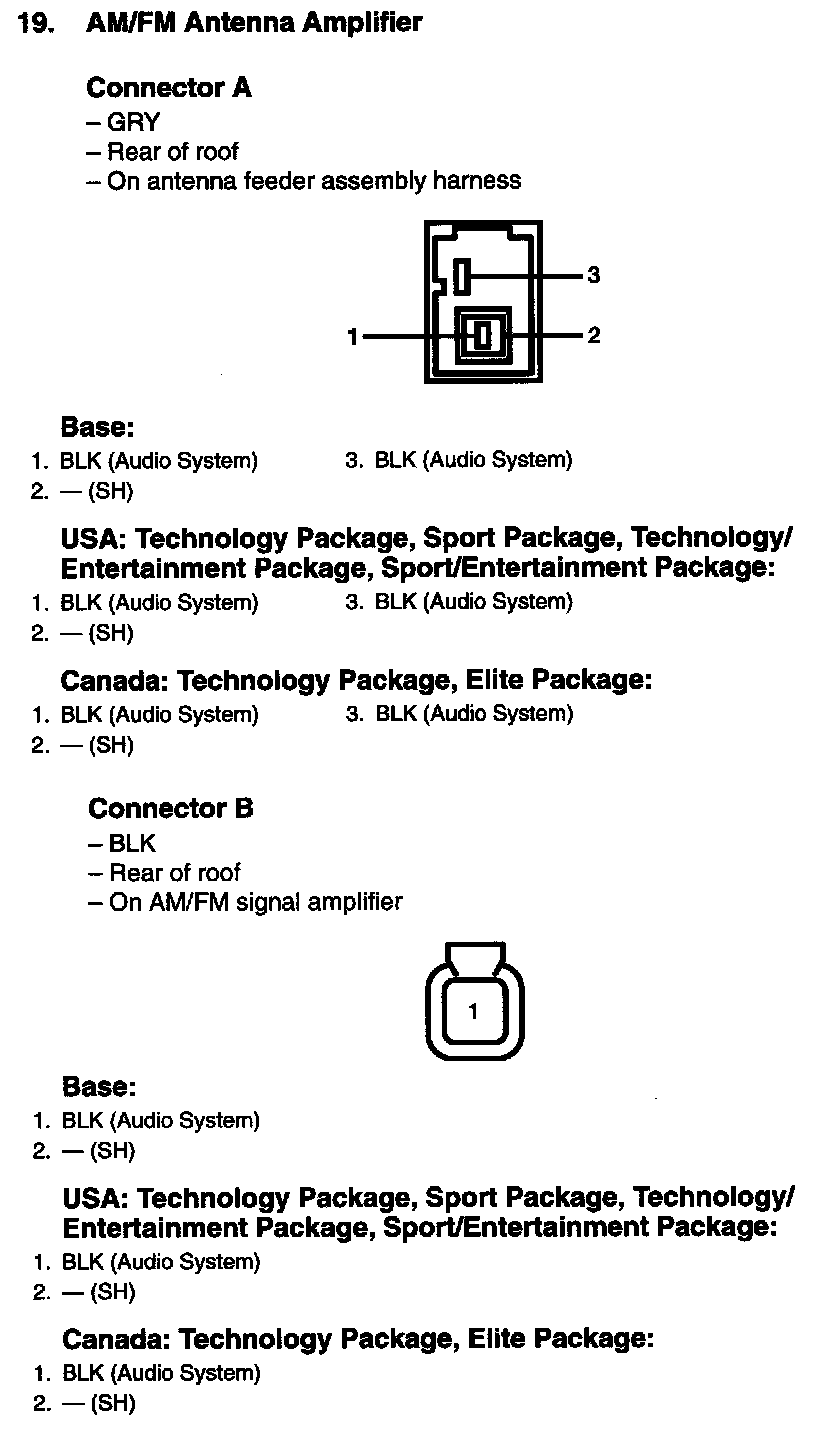 19. AM/FM Antenna Amplifier
Connector A
– GRY
– Rear of roof
– On antenna feeder assembly harness
3
1
2
Base:
1. BLK (Audio System) 3. BLK (Audio System)
2. — (SH)
USA: Technology Package, Sport Package, Technology/
Entertainment Package, Sport/Entertainment Package:
1. BLK (Audio System) 3. BLK (Audio System)
2. — (SH)
Canada: Technology Package, Elite Package:
1. BLK (Audio System) 3. BLK (Audio System)
2. — (SH)
Connector B
– BLK
– Rear of roof
– On AM/FM signal amplifier
1
Base:
1. BLK (Audio System)
2. — (SH)
USA: Technology Package, Sport Package, Technology/
Entertainment Package, Sport/Entertainment Package:
1. BLK (Audio System)
2. — (SH)
Canada: Technology Package, Elite Package:
1. BLK (Audio System)
2. — (SH)